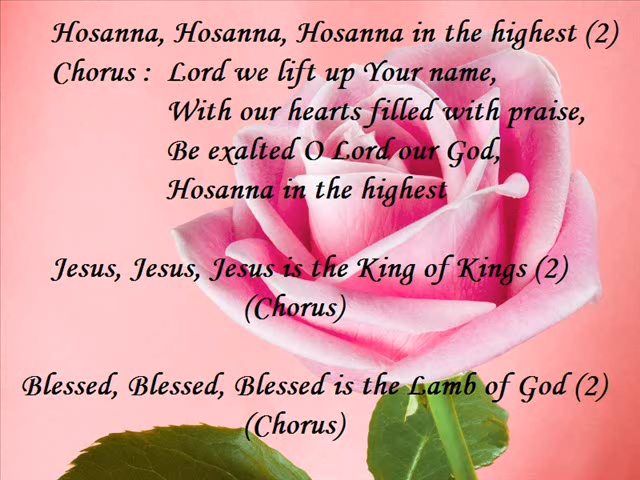 Hosanna, Hosanna, Hosanna in the highest (2)
Chorus : Lord we lift up Your name,
With our hearts filled with praise,
Be exalted O Lord our God,
Hosanna in the highest
Jesus, Jesus, Jesus is the King of Kings (2)
(Chorus)
Blessed, Blessed, Blessed is the Lamb of God (2)
(Chorus)